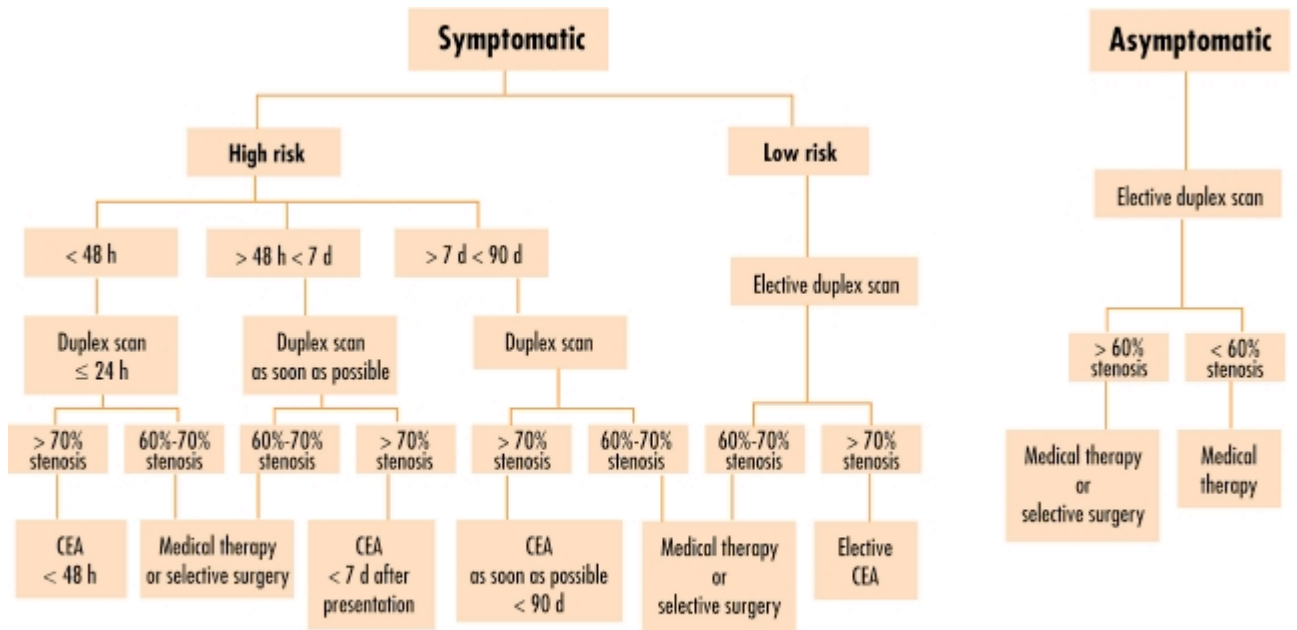 Symptomatic
Asymptomatic
High risk
Low risk
Elective duplex scan
< 48 h
> 48 h < 7 d
> 7 d < 90 d
Elective duplex scan
Duplex scan
≤ 24 h
Duplex scan
as soon as possible
Duplex scan
> 60%
stenosis
< 60%
stenosis
> 70%
stenosis
60%-70%
stenosis
60%-70%
stenosis
> 70%
stenosis
> 70%
stenosis
60%-70%
stenosis
60%-70%
stenosis
> 70%
stenosis
Medical therapy
or
selective surgery
Medical
therapy
CEA
< 48 h
Medical therapy
or selective surgery
CEA
< 7 d after
presentation
CEA
as soon as possible
< 90 d
Medical therapy
or
selective surgery
Elective
CEA